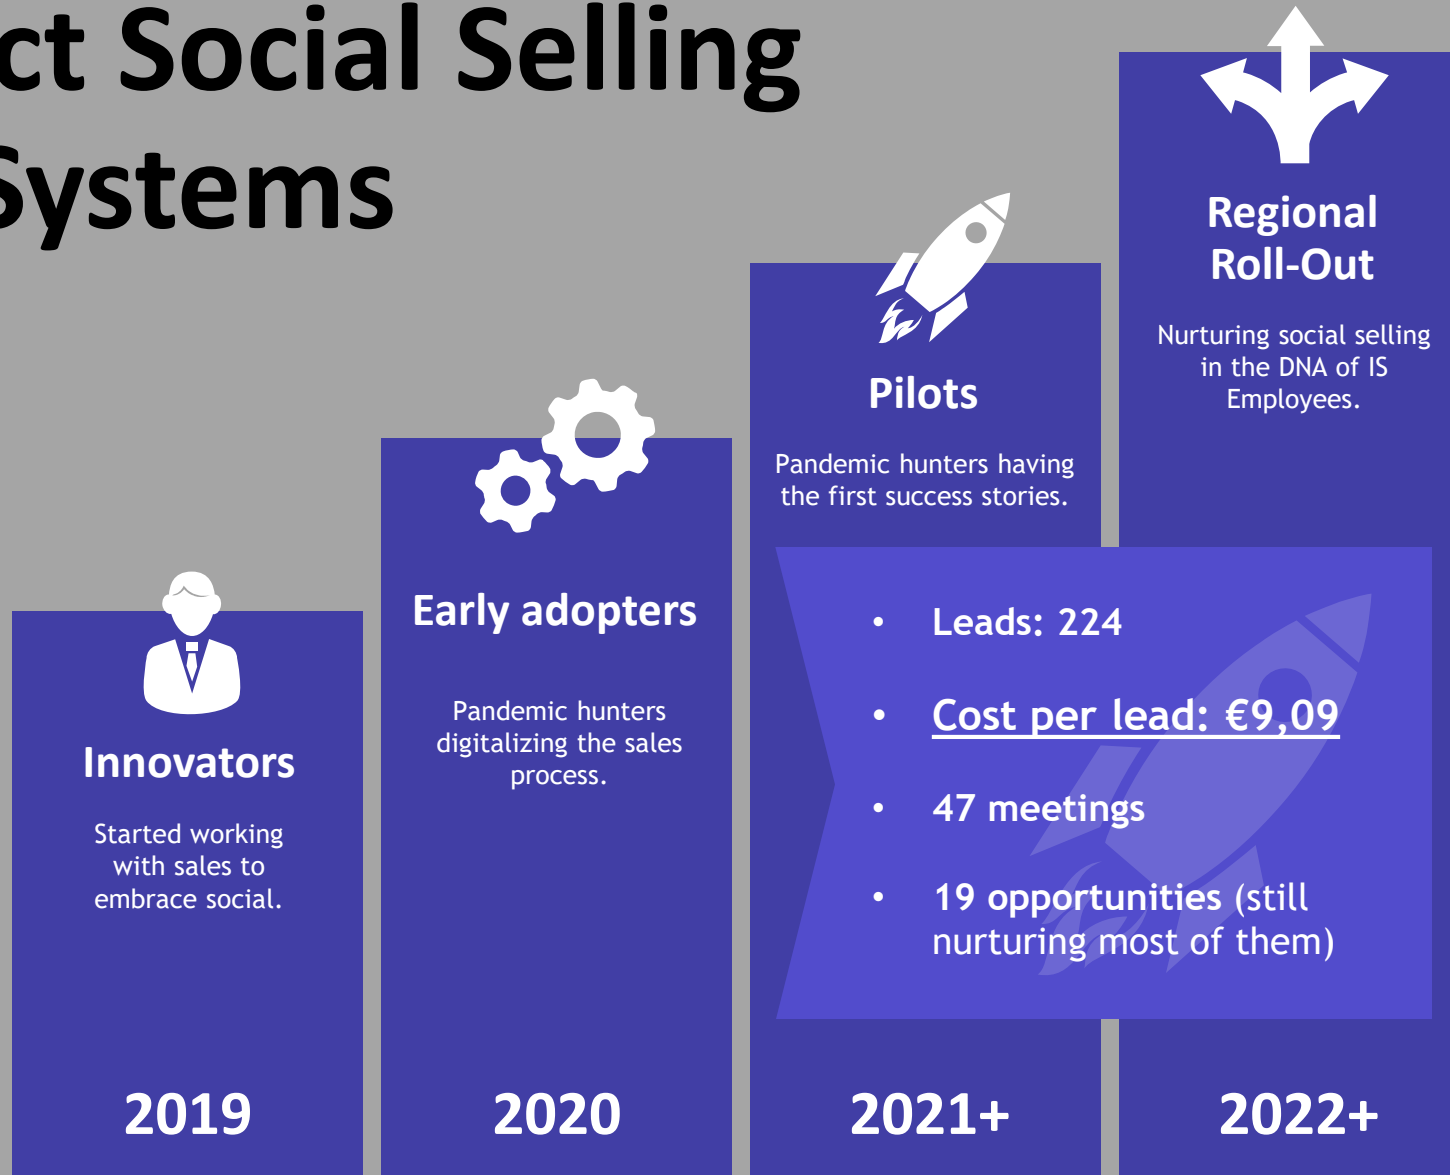 ct Social Selling
Systems
Regional
Roll-Out
Nurturing social selling
in the DNA of IS
Employees.
Pilots
Pandemic hunters having
the first success stories.
Early adopters
Pandemic hunters
digitalizing the sales
process.
Innovators
Started working
with sales to
embrace social.
• Leads: 224
• Cost per lead: €9,09
• 47 meetings
• 19 opportunities (still
nurturing most of them)
2019
2020
2021+
2022+